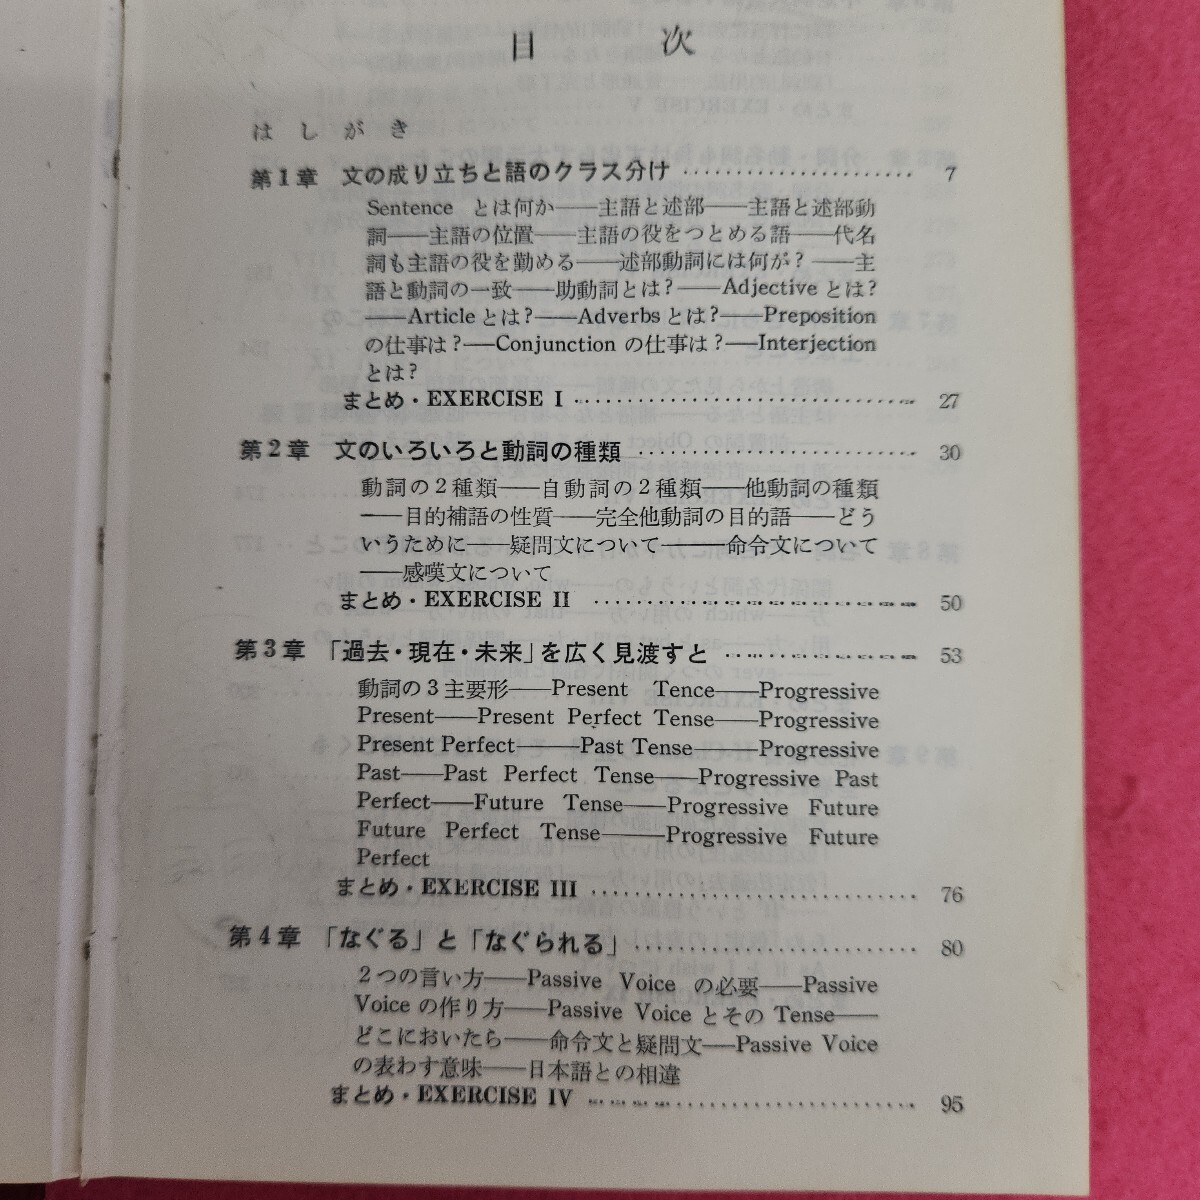 目次
はしがき
第1章 文の成り立ちと語のクラス分け …………………… 7
Sentence とは何か――主語と述部――主語と述部動
詞――主語の位置――主語の役をつとめる語――代名
詞も主語の役を勤める――述部動詞には何が?――主
語と動詞の一致――助動詞とは?――Adjective とは?
――Article とは?――Adverbs とは?――Preposition
の仕事は?――Conjunction の仕事は?――Interjection
とは?
まとめ・EXERCISE I …………………… 27
第2章 文のいろいろと動詞の種類 …………………… 30
動詞の2種類――自動詞の2種類――他動詞の種類
――目的補語の性質――完全他動詞の目的語――どう
いうために――疑問文について――命令文について
――感嘆文について
まとめ・EXERCISE II …………………… 50
第3章 「過去・現在・未来」を広く見渡すと …………… 53
動詞の3主要形――Present Tence――Progressive
Present――Present Perfect Tense――Progressive
Present Perfect――Past Tense――Progressive
Past――Past Perfect Tense――Progressive Past
Perfect――Future Tense――Progressive Future
Future Perfect Tense――Progressive Future
Perfect
まとめ・EXERCISE III …………………… 76
第4章 「なぐる」と「なぐられる」 …………………… 80
2つの言い方――Passive Voice の必要――Passive
Voice の作り方――Passive Voice とその Tense――
どこにおいたら――命令文と疑問文――Passive Voice
の表わす意味――日本語との相違
まとめ・EXERCISE IV …………………… 95